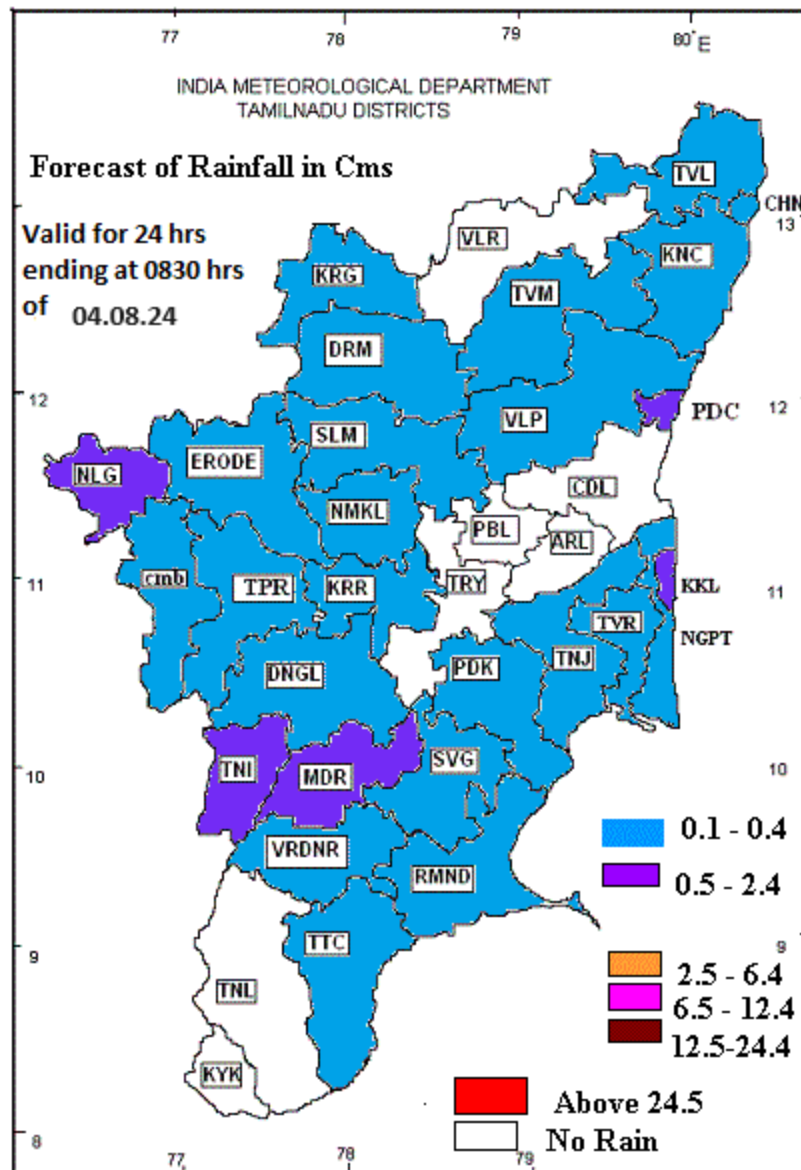 77 78 79 80°E
INDIA METEOROLOGICAL DEPARTMENT
TAMILNADU DISTRICTS
Forecast of Rainfall in Cms
Valid for 24 hrs
ending at 0830 hrs
of 04.08.24
TVL
CHN
13
VLR
KNC
KRG
TVM
DRM
12
12
PDC
VLP
SLM
ERODE
NLG
CDL
NMKL
PBL
ARL
11
cmb
TPR
KRR
TRY
KKL
11
TVR
NGPT
DNGL
PDK
TNJ
10
TNI
MDR
SVG
10
0.1 - 0.4
VRDNR
RMND
0.5 - 2.4
9
TTC
9
2.5 - 6.4
TNL
6.5 - 12.4
12.5-24.4
KYK
Above 24.5
No Rain
8
77 78 79